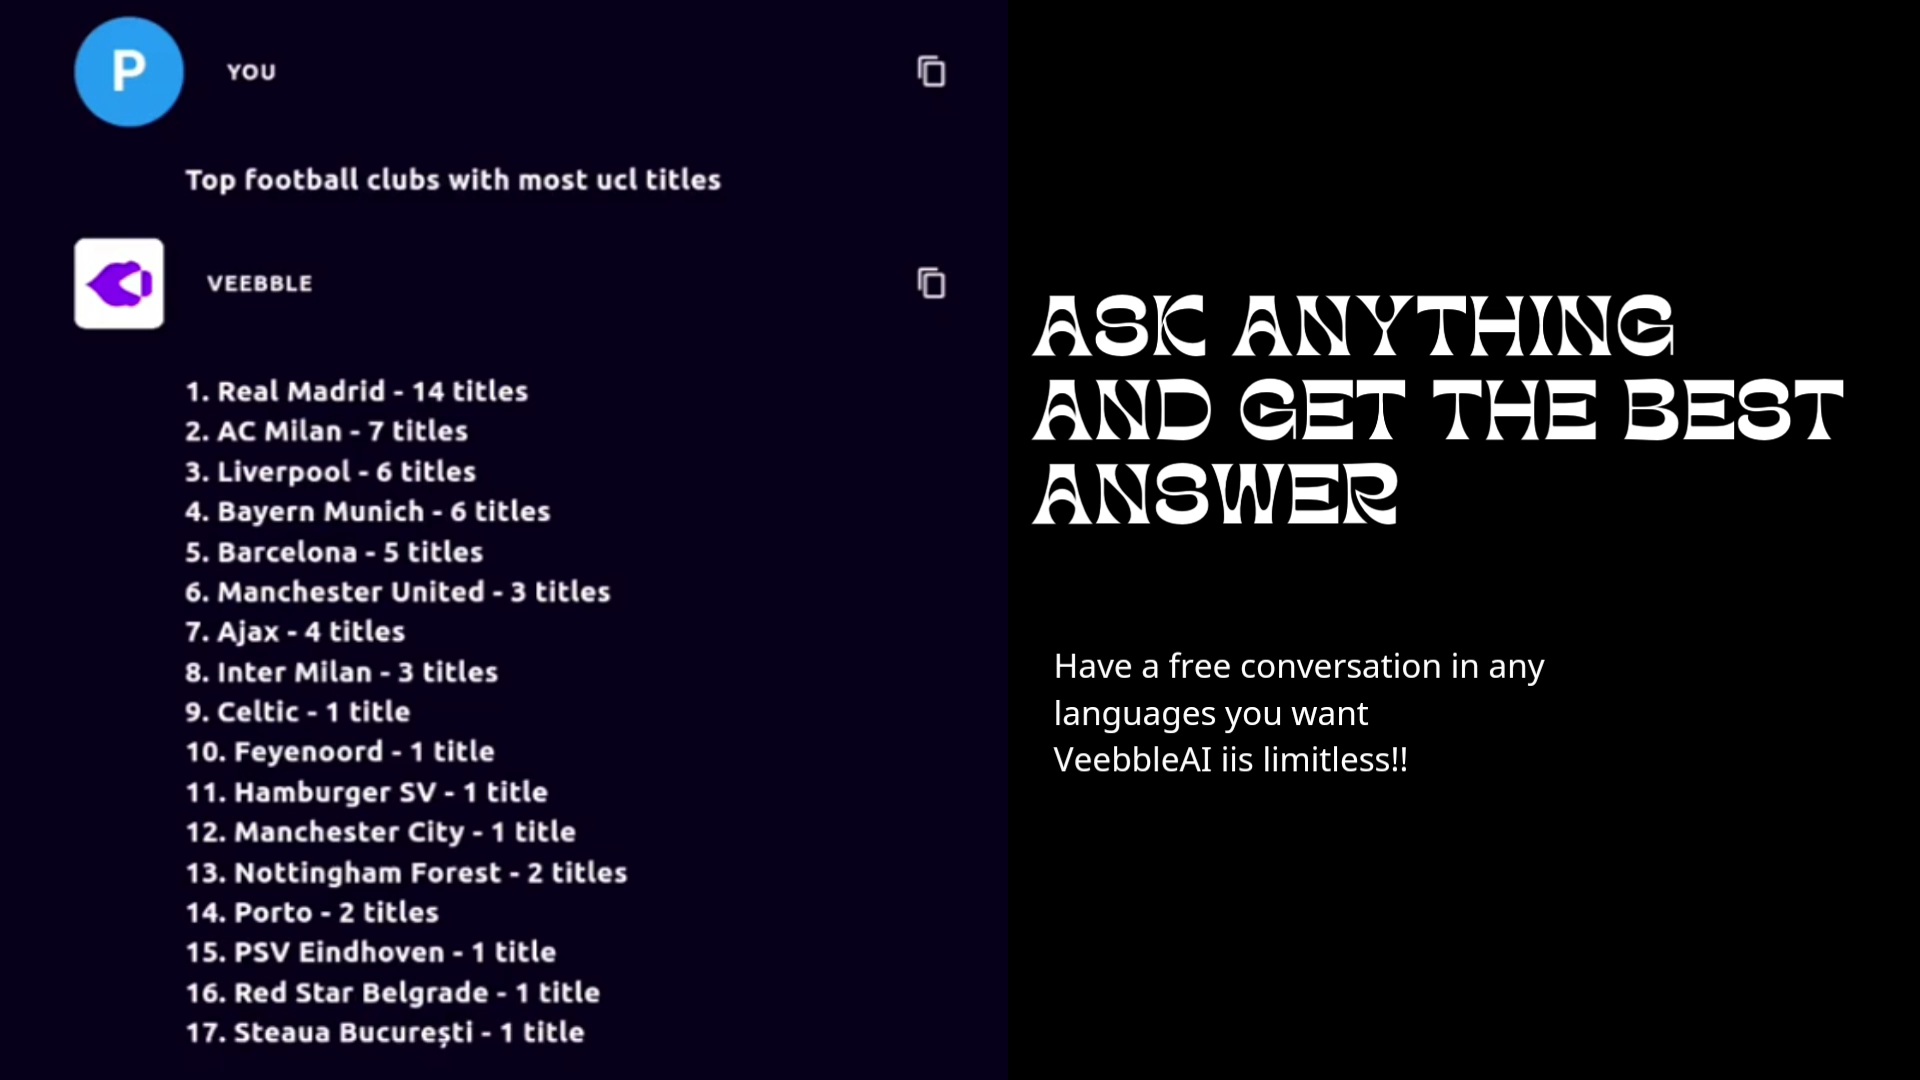 P
YOU
Top football clubs with most ucl titles
VEEBBLE
1. Real Madrid - 14 titles
2. AC Milan - 7 titles
3. Liverpool - 6 titles
4. Bayern Munich - 6 titles
5. Barcelona - 5 titles
6. Manchester United - 3 titles
7. Ajax - 4 titles
8. Inter Milan - 3 titles
9. Celtic - 1 title
10. Feyenoord - 1 title
11. Hamburger SV - 1 title
12. Manchester City - 1 title
13. Nottingham Forest - 2 titles
14. Porto - 2 titles
15. PSV Eindhoven - 1 title
16. Red Star Belgrade - 1 title
17. Steaua București - 1 title
ASK ANYTHING
AND GET THE BEST
ANSWER
Have a free conversation in any
languages you want
VeebbleAI iis limitless!!